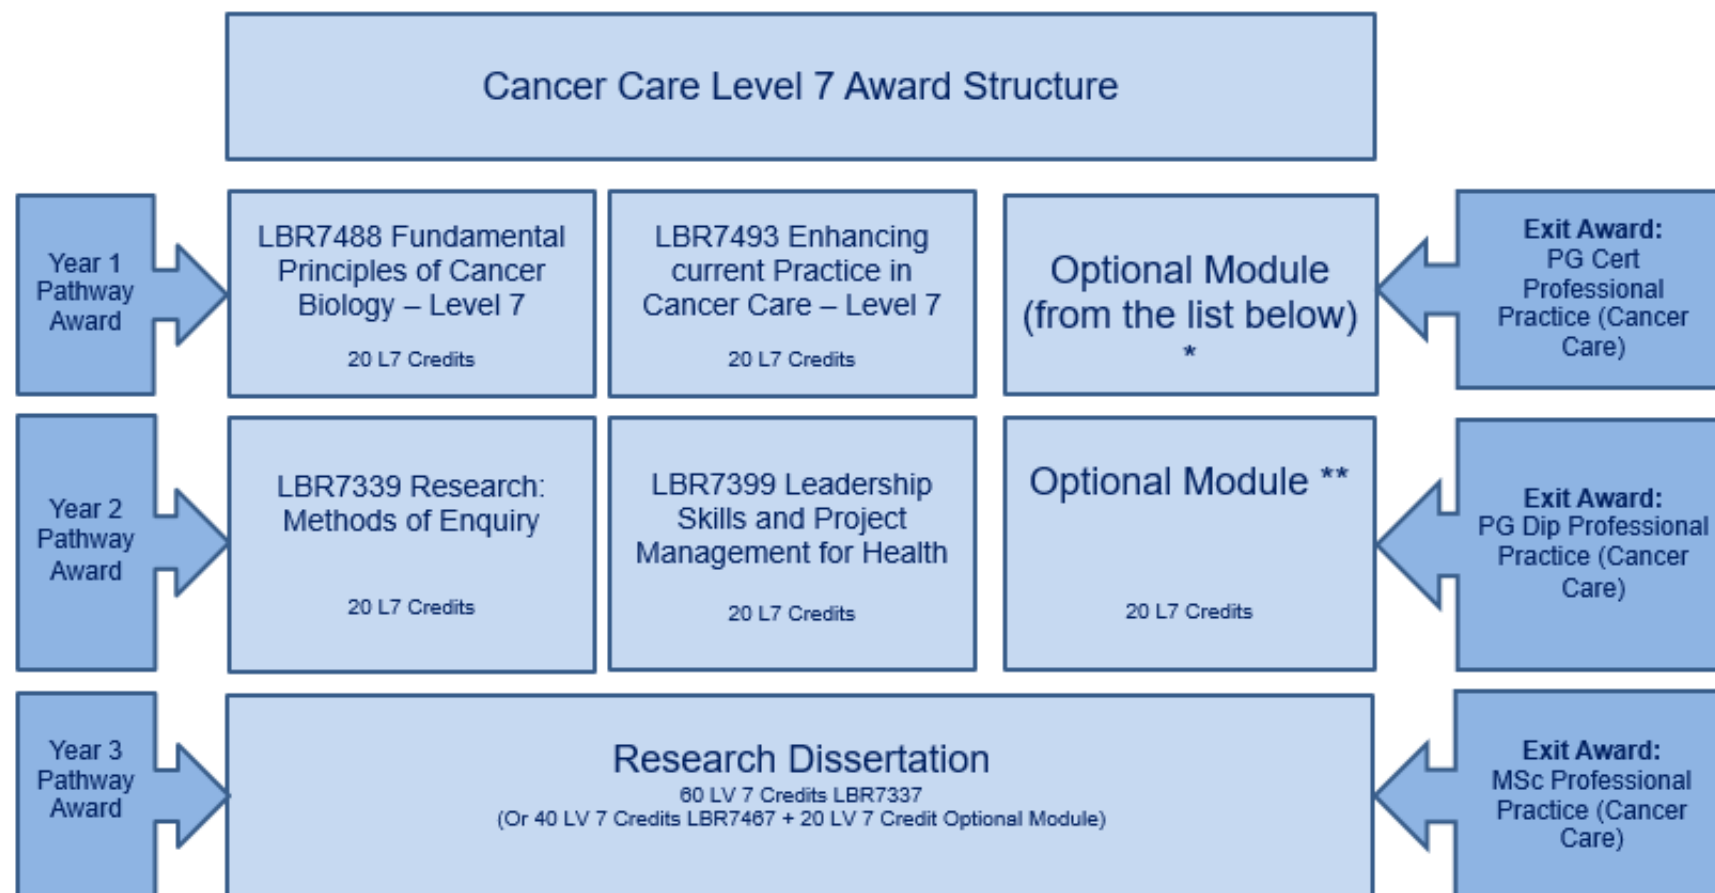 Cancer Care Level 7 Award Structure
Year 1
Pathway
Award
LBR7488 Fundamental
Principles of Cancer
Biology – Level 7
20 L7 Credits
LBR7493 Enhancing
current Practice in
Cancer Care – Level 7
20 L7 Credits
Optional Module
(from the list below)
*
Exit Award:
PG Cert
Professional
Practice (Cancer
Care)
Year 2
Pathway
Award
LBR7339 Research:
Methods of Enquiry
20 L7 Credits
LBR7399 Leadership
Skills and Project
Management for Health
20 L7 Credits
Optional Module **
20 L7 Credits
Exit Award:
PG Dip Professional
Practice (Cancer
Care)
Year 3
Pathway
Award
Research Dissertation
60 LV 7 Credits LBR7337
(Or 40 LV 7 Credits LBR7467 + 20 LV 7 Credit Optional Module)
Exit Award:
MSc Professional
Practice (Cancer
Care)